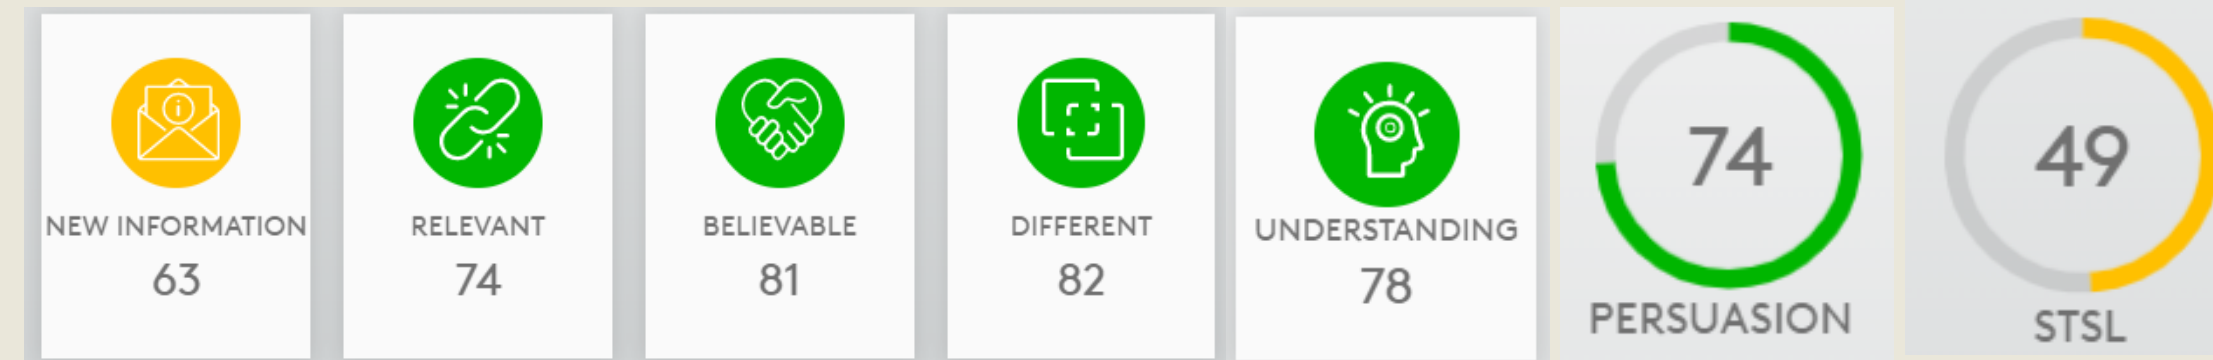 NEW INFORMATION
63
RELEVANT
74
BELIEVABLE
81
DIFFERENT
82
UNDERSTANDING
78
74
PERSUASION
49
STSL